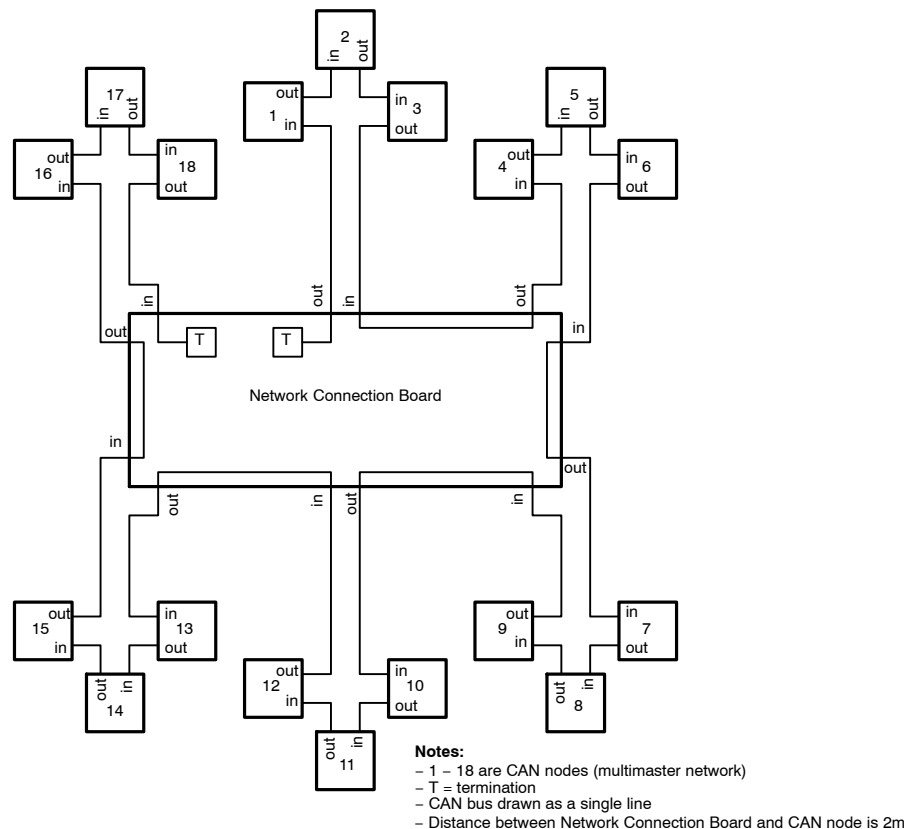 2
in
out
17
in
out
out
1
in
in
3
out
5
in
out
out
16
in
in
18
out
out
4
in
in
6
out
in
out
in
out
out
in
T
T
Network Connection Board
in
out
out
in
out
in
out
15
in
in
13
out
out
9
in
in
7
out
out
in
14
out
12
in
in
10
out
out
in
8
out
in
11
Notes:
– 1 – 18 are CAN nodes (multimaster network)
– T = termination
– CAN bus drawn as a single line
– Distance between Network Connection Board and CAN node is 2m